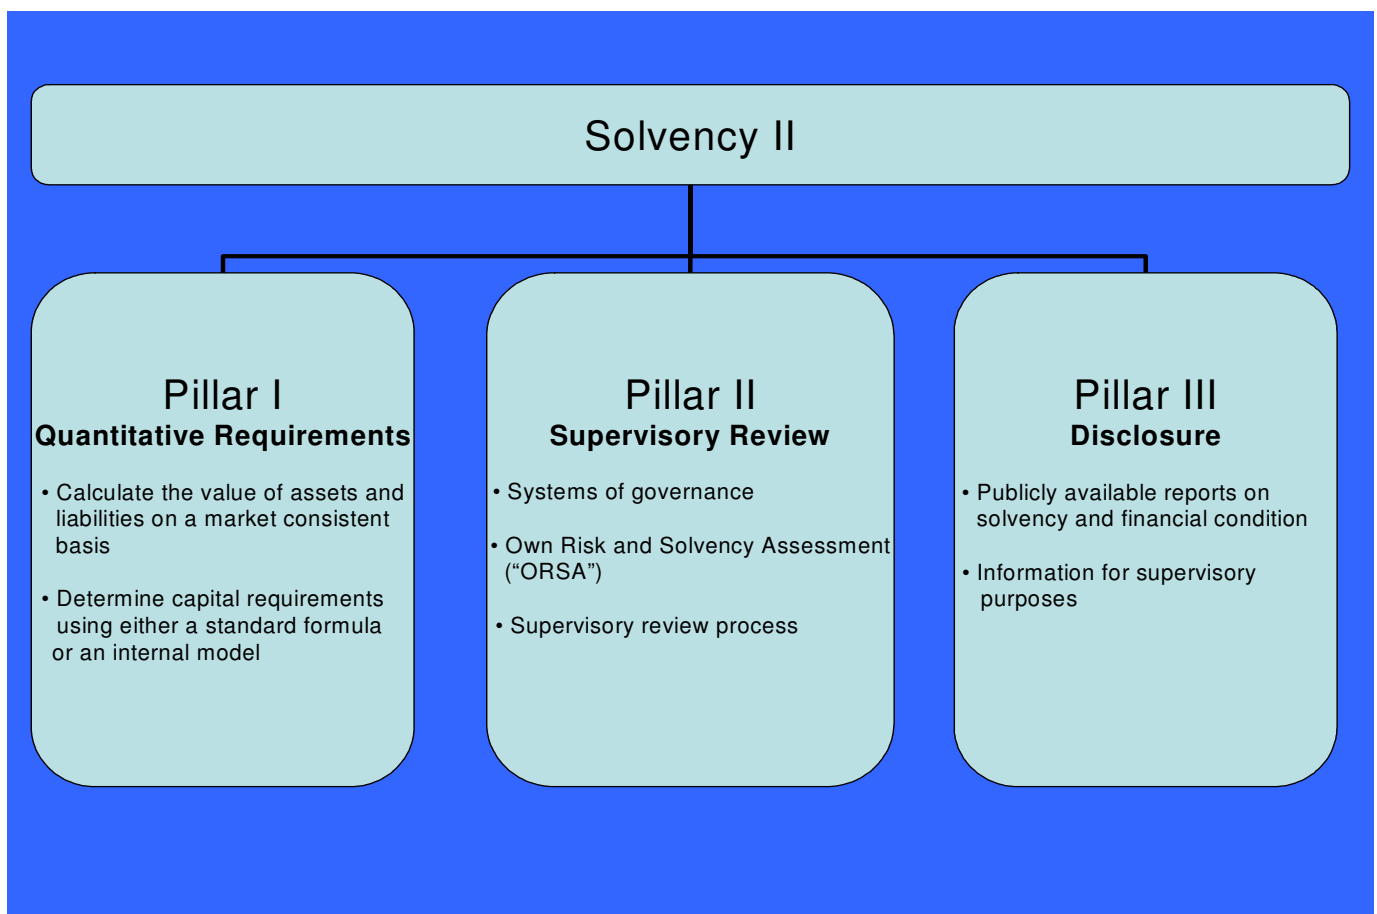 Solvency II
Pillar I
Quantitative Requirements
• Calculate the value of assets and
liabilities on a market consistent
basis
• Determine capital requirements
using either a standard formula
or an internal model
Pillar II
Supervisory Review
• Systems of governance
• Own Risk and Solvency Assessment
(“ORSA”)
• Supervisory review process
Pillar III
Disclosure
• Publicly available reports on
solvency and financial condition
• Information for supervisory
purposes